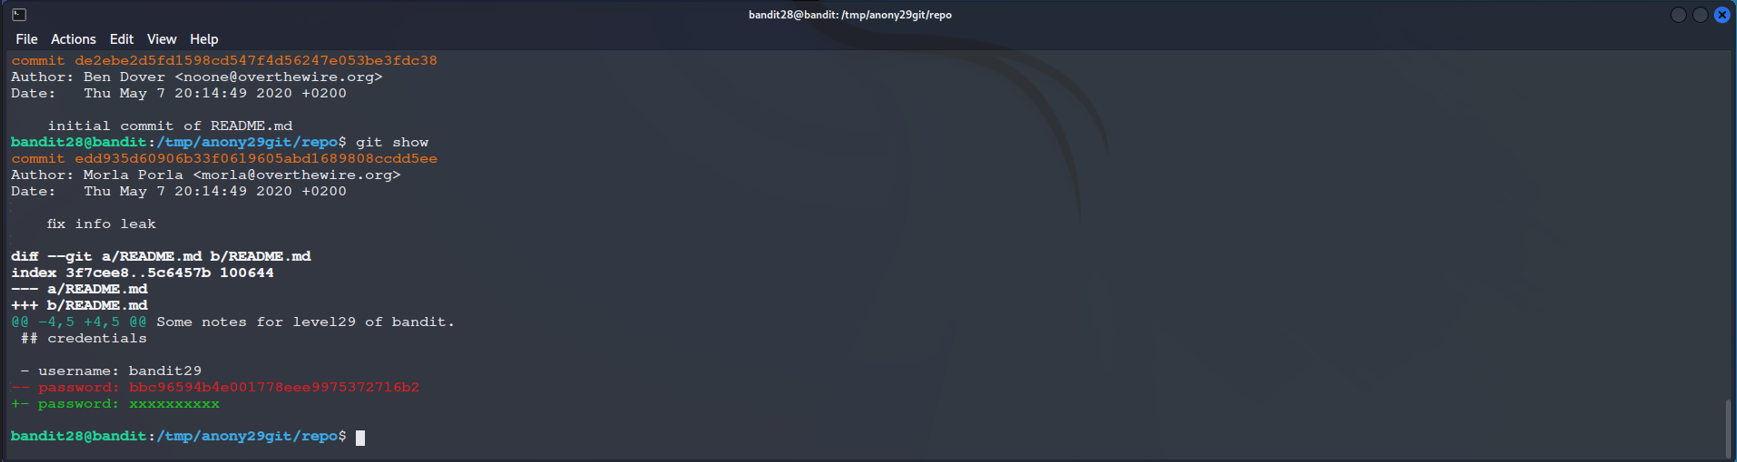 bandit28@bandit: /tmp/anony29git/repo
File Actions Edit View Help
commit de2ebe2d5fd1598cd547f4d56247e053be3fdc38
Author: Ben Dover <noone@overthewire.org>
Date:   Thu May 7 20:14:49 2020 +0200
    initial commit of README.md
bandit28@bandit:/tmp/anony29git/repo$ git show
commit edd935d60906b33f0619605abd1689808ccdd5ee
Author: Morla Porla <morla@overthewire.org>
Date:   Thu May 7 20:14:49 2020 +0200
    fix info leak
diff --git a/README.md b/README.md
index 3f7cee8..5c6457b 100644
--- a/README.md
+++ b/README.md
@@ -4,5 +4,5 @@ Some notes for level29 of bandit.
 ## credentials
 - username: bandit29
-- password: bbc96594b4e001778eee9975372716b2
+- password: xxxxxxxxxx
bandit28@bandit:/tmp/anony29git/repo$